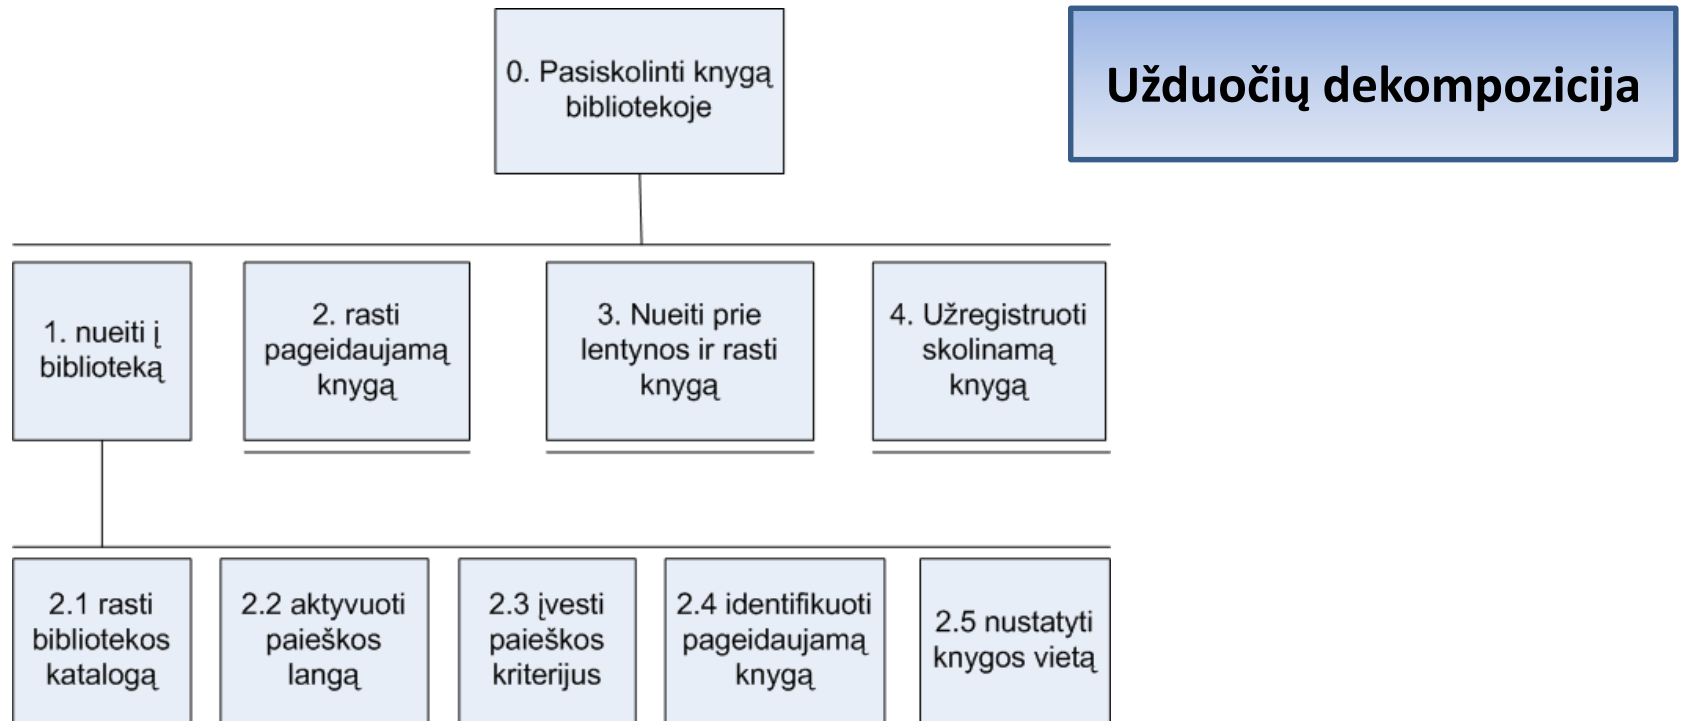 0. Pasiskolinti knygą
bibliotekoje
Užduočių dekompozicija
1. nueiti į
biblioteką
2. rasti
pageidaujamą
knygą
3. Nueiti prie
lentynos ir rasti
knygą
4. Užregistruoti
skolinamą
knygą
2.1 rasti
bibliotekos
katalogą
2.2 aktyvuoti
paieškos
langą
2.3 įvesti
paieškos
kriterijus
2.4 identifikuoti
pageidaujamą
knygą
2.5 nustatyti
knygos vietą